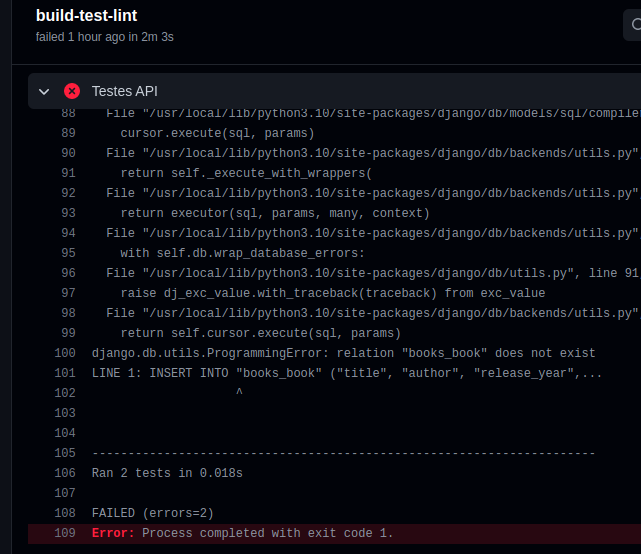 build-test-lint
failed 1 hour ago in 2m 3s
Testes API
88 File "/usr/local/lib/python3.10/site-packages/django/db/models/sql/compiler
89 cursor.execute(sql, params)
90 File "/usr/local/lib/python3.10/site-packages/django/db/backends/utils.py",
91 return self._execute_with_wrappers(
92 File "/usr/local/lib/python3.10/site-packages/django/db/backends/utils.py",
93 return executor(sql, params, many, context)
94 File "/usr/local/lib/python3.10/site-packages/django/db/backends/utils.py",
95 with self.db.wrap_database_errors:
96 File "/usr/local/lib/python3.10/site-packages/django/db/utils.py", line 91
97 raise dj_exc_value.with_traceback(traceback) from exc_value
98 File "/usr/local/lib/python3.10/site-packages/django/db/backends/utils.py",
99 return self.cursor.execute(sql, params)
100 django.db.utils.ProgrammingError: relation "books_book" does not exist
101 LINE 1: INSERT INTO "books_book" ("title", "author", "release_year",...
102 ^
103
104
105 ----------------------------------------------------------------------
106 Ran 2 tests in 0.018s
107
108 FAILED (errors=2)
109 Error: Process completed with exit code 1.